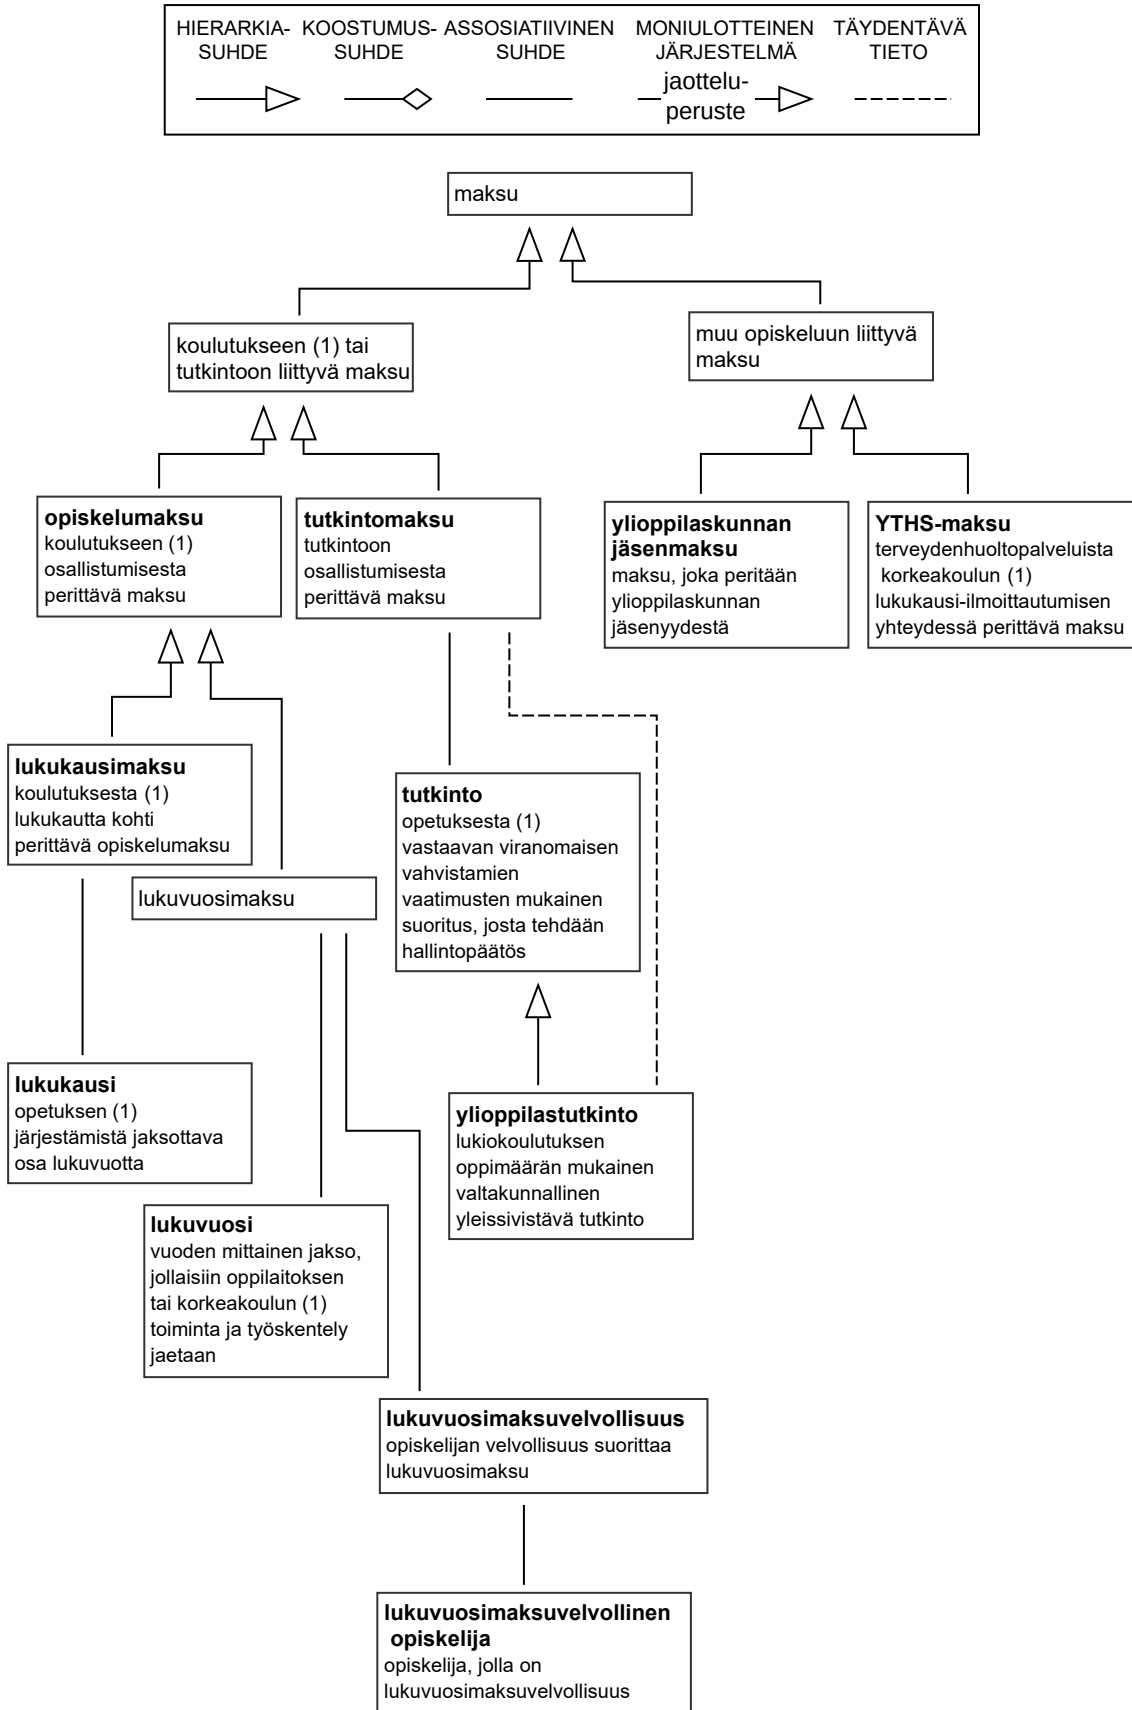 HIERARKIA-
SUHDE
KOOSTUMUS-
SUHDE
ASSOSIATIIVINEN
SUHDE
MONIULOTTEINEN
JÄRJESTELMÄ
jaottelu-
peruste
TÄYDENTÄVÄ
TIETO
maksu
koulutukseen (1) tai
tutkintoon liittyvä maksu
muu opiskeluun liittyvä
maksu
opiskelumaksu
koulutukseen (1)
osallistumisesta
perittävä maksu
tutkintomaksu
tutkintoon
osallistumisesta
perittävä maksu
ylioppilaskunnan
jäsenmaksu
maksu, joka peritään
ylioppilaskunnan
jäsenyydestä
YTHS-maksu
terveydenhuoltopalveluista
korkeakoulun (1)
lukukausi-ilmoittautumisen
yhteydessä perittävä maksu
lukukausimaksu
koulutuksesta (1)
lukukautta kohti
perittävä opiskelumaksu
lukuvuosimaksu
tutkinto
opetuksesta (1)
vastaavan viranomaisen
vahvistamien
vaatimusten mukainen
suoritus, josta tehdään
hallintopäätös
lukukausi
opetuksen (1)
järjestämistä jaksottava
osa lukuvuotta
ylioppilastutkinto
lukiokoulutuksen
oppimäärän mukainen
valtakunnallinen
yleissivistävä tutkinto
lukuvuosi
vuoden mittainen jakso,
jollaisiin oppilaitoksen
tai korkeakoulun (1)
toiminta ja työskentely
jaetaan
lukuvuosimaksuvelvollisuus
opiskelijan velvollisuus suorittaa
lukuvuosimaksu
lukuvuosimaksuvelvollinen
opiskelija
opiskelija, jolla on
lukuvuosimaksuvelvollisuus